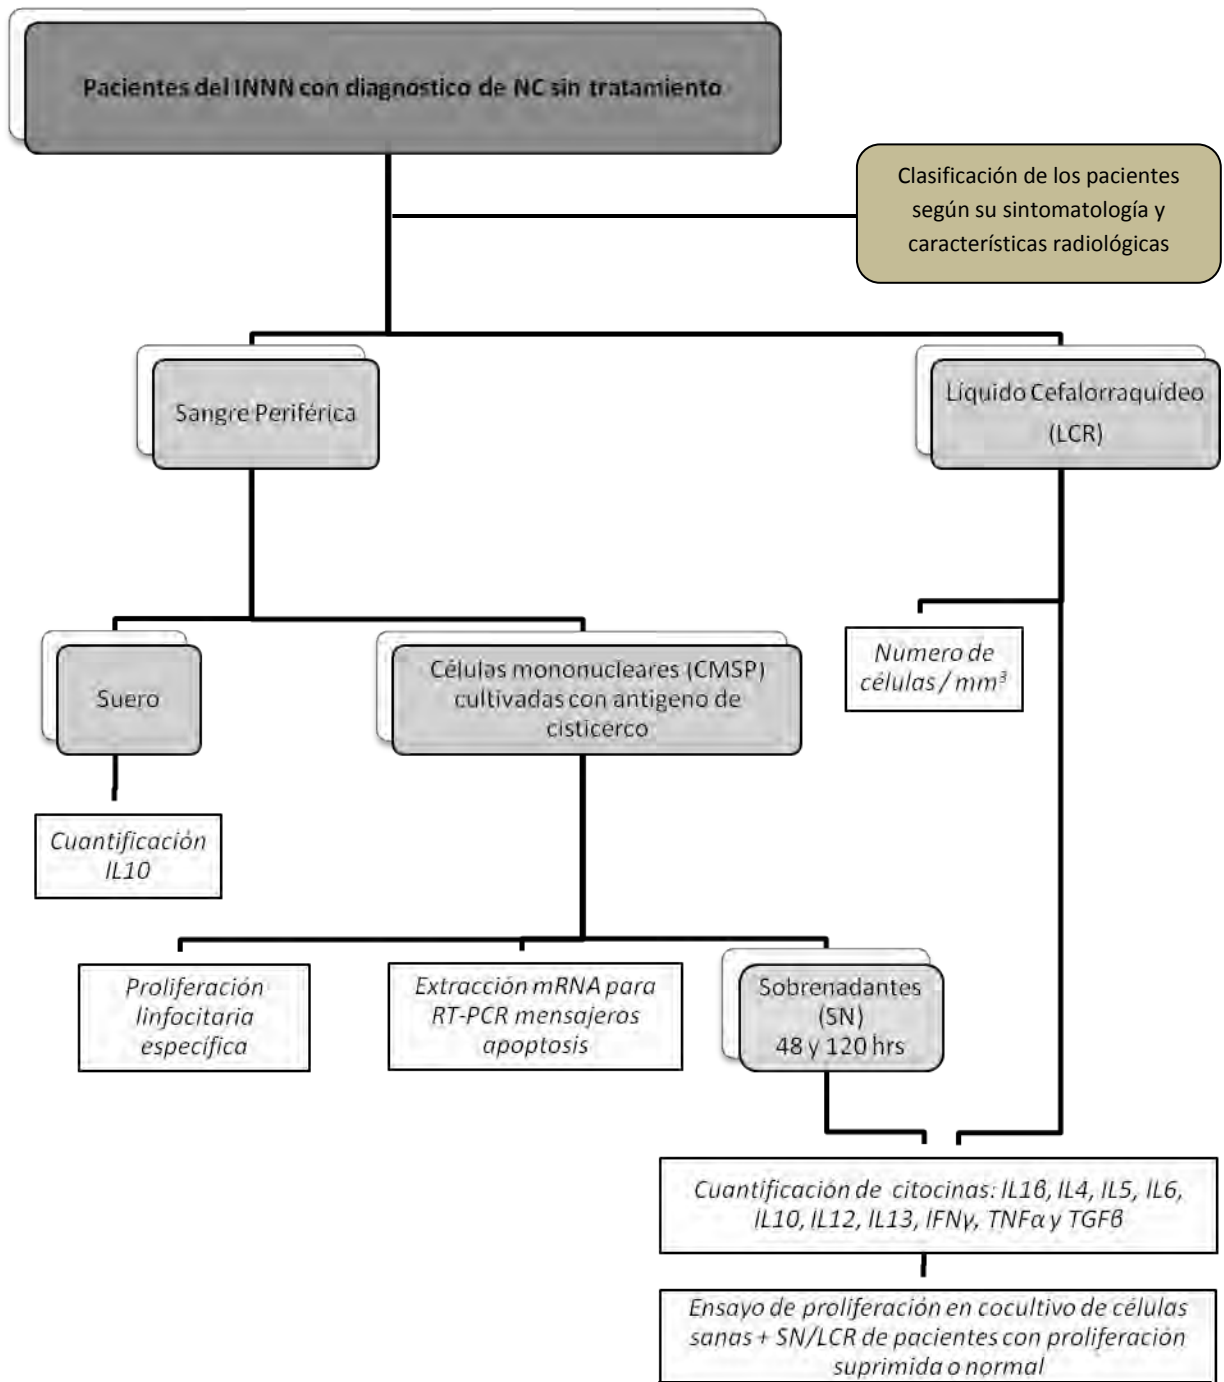 Pacientes del INNN con diagnóstico de NC sin tratamiento
Clasificación de los pacientes
según su sintomatología y
características radiológicas
Sangre Periférica
Líquido Cefalorraquídeo
(LCR)
Suero
Células mononucleares (CMSP)
cultivadas con antígeno de
cisticerco
Número de
células / mm³
Cuantificación
IL10
Proliferación
linfocitaria
específica
Extracción mRNA para
RT-PCR mensajeros
apoptosis
Sobrenadantes
(SN)
48 y 120 hrs
Cuantificación de citocinas: IL1β, IL4, IL5, IL6,
IL10, IL12, IL13, IFNγ, TNFα y TGFβ
Ensayo de proliferación en cocultivo de células
sanas + SN/LCR de pacientes con proliferación
suprimida o normal